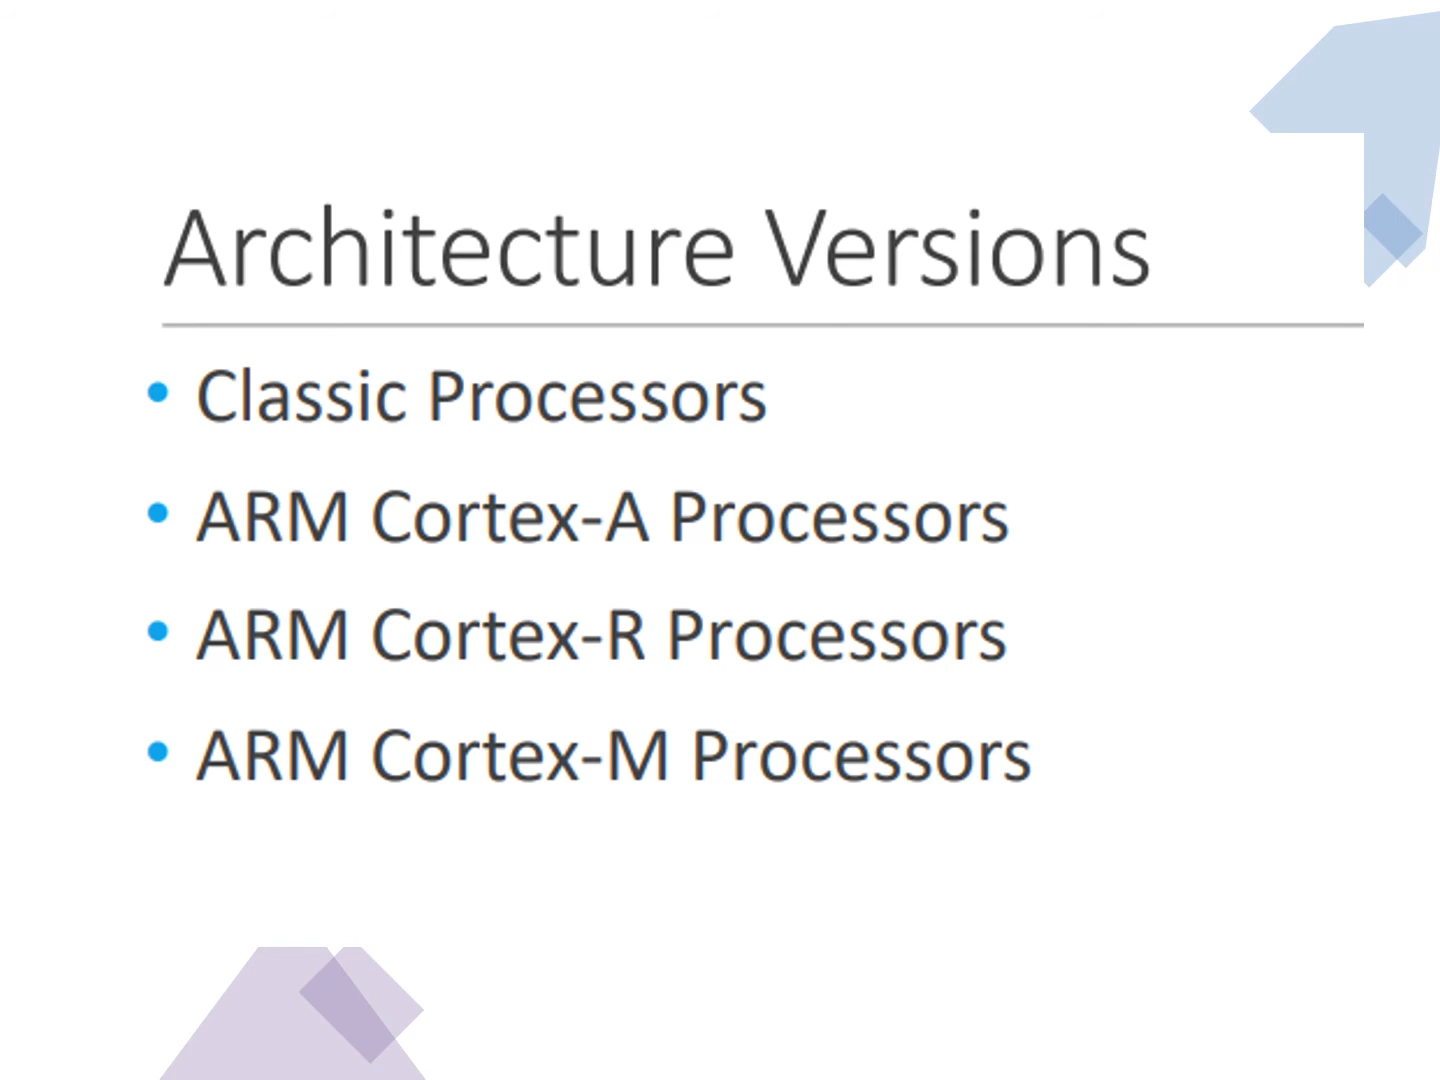 Architecture Versions
• Classic Processors
• ARM Cortex-A Processors
• ARM Cortex-R Processors
• ARM Cortex-M Processors